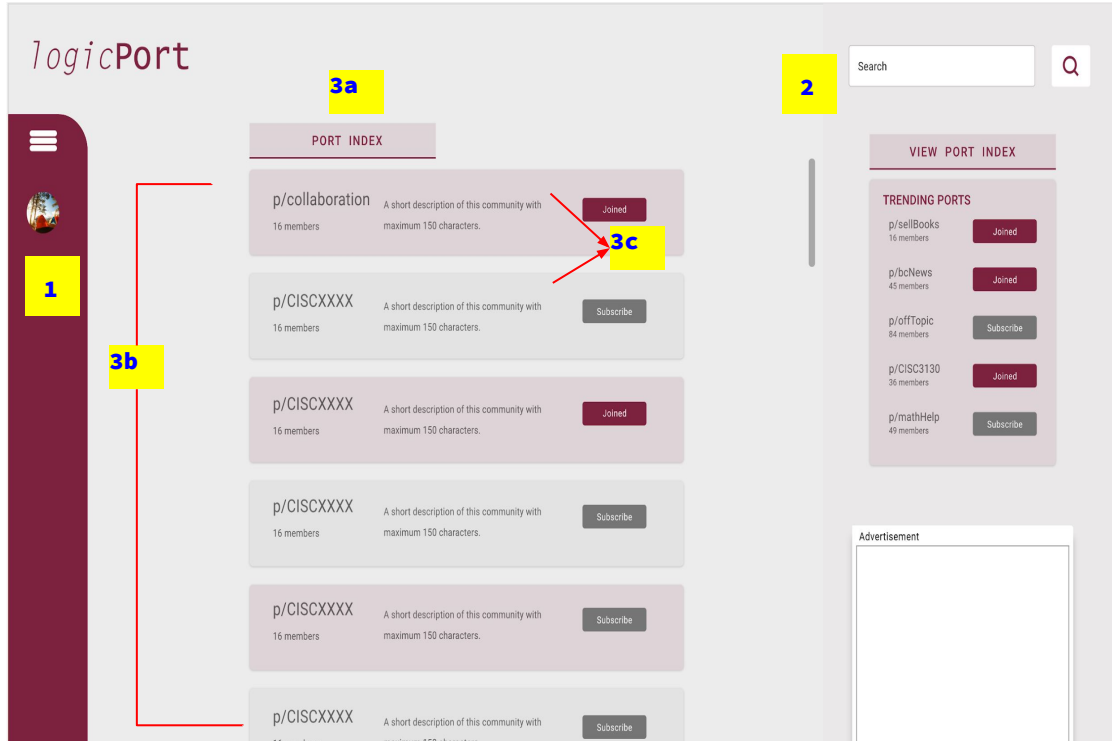 logicPort
3a
2
Search
1
PORT INDEX
p/collaboration
16 members
A short description of this community with
maximum 150 characters.
Joined
3c
p/CISCXXXX
16 members
A short description of this community with
maximum 150 characters.
Subscribe
3b
p/CISCXXXX
16 members
A short description of this community with
maximum 150 characters.
Joined
p/CISCXXXX
16 members
A short description of this community with
maximum 150 characters.
Subscribe
p/CISCXXXX
16 members
A short description of this community with
maximum 150 characters.
Subscribe
p/CISCXXXX
A short description of this community with
Subscribe
VIEW PORT INDEX
TRENDING PORTS
p/sellBooks
16 members
Joined
p/bcNews
45 members
Joined
p/offTopic
84 members
Subscribe
p/CISC3130
36 members
Joined
p/mathHelp
49 members
Subscribe
Advertisement